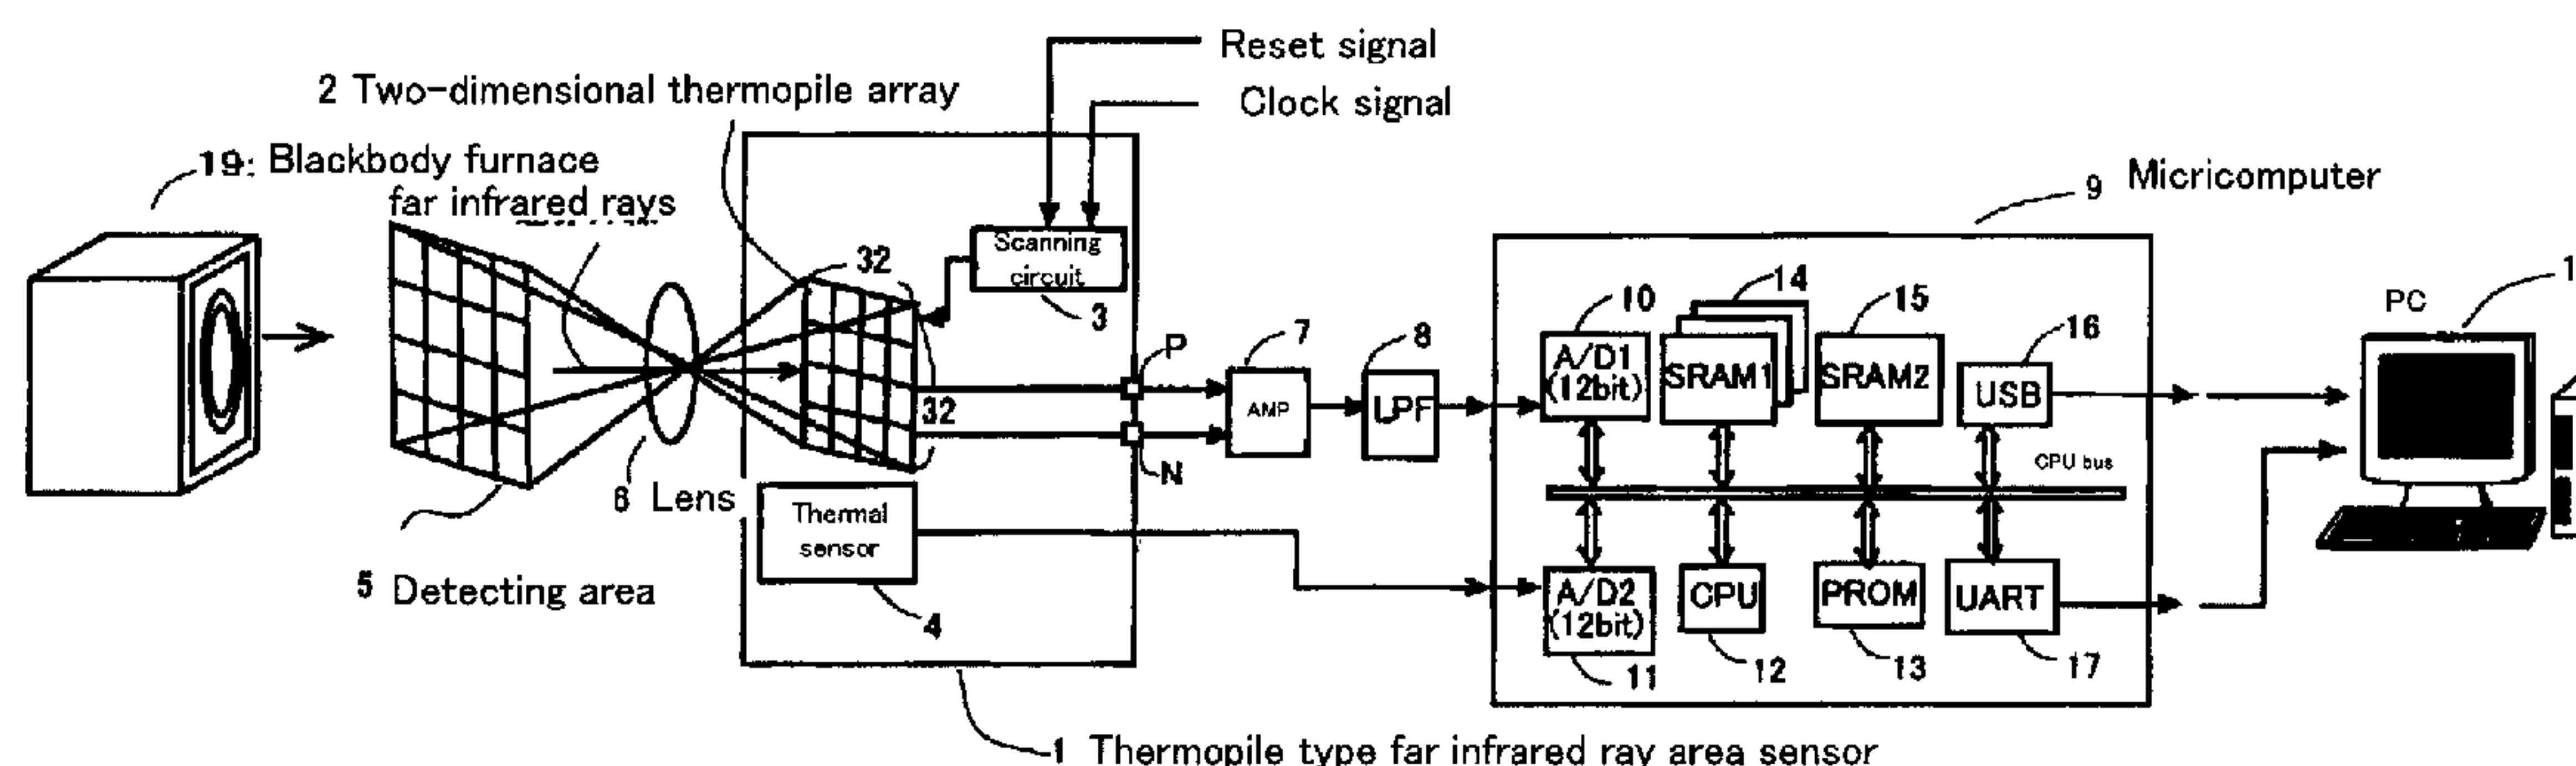 Reset signal
2 Two-dimensional thermopile array
Clock signal
19: Blackbody furnace
far infrared rays
9 Micricomputer
Scanning
circuit
32
3
14
10
15
PC
1
P
7
8
16
A/D1
(12bit)
SRAM1
SRAM2
USB
AMP
LPF
32
N
CPU bus
6 Lens
Thermal
sensor
5 Detecting area
4
A/D2
(12bit)
CPU
PROM
UART
11
12
13
17
1 Thermopile type far infrared ray area sensor